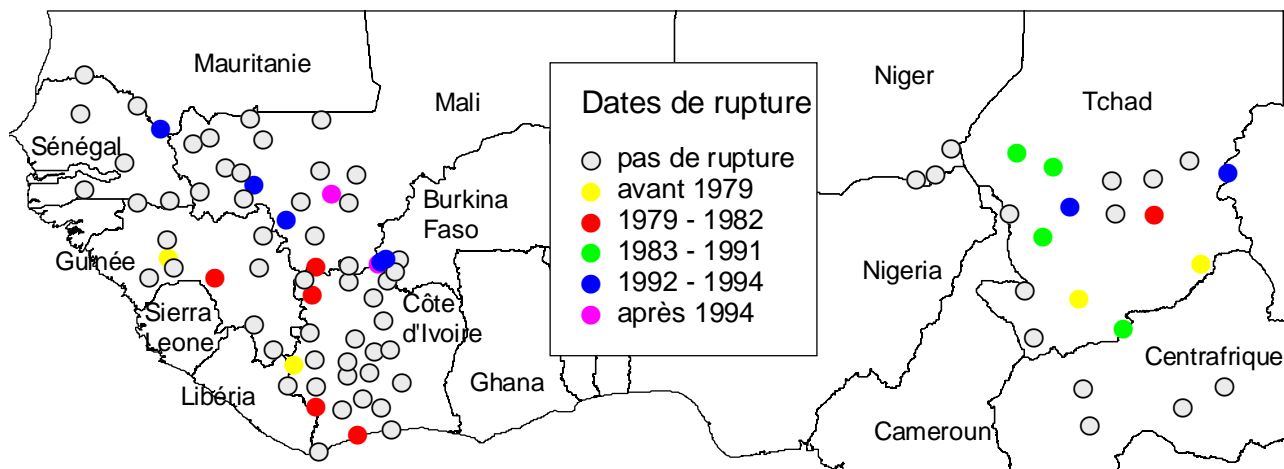 Mauritanie
Mali
Niger
Tchad
Sénégal
Burkina
Faso
Guinée
Nigeria
Sierra
Leone
Côte
d'Ivoire
Libéria
Ghana
Cameroun
Centrafrique
Dates de rupture
pas de rupture
avant 1979
1979 - 1982
1983 - 1991
1992 - 1994
après 1994